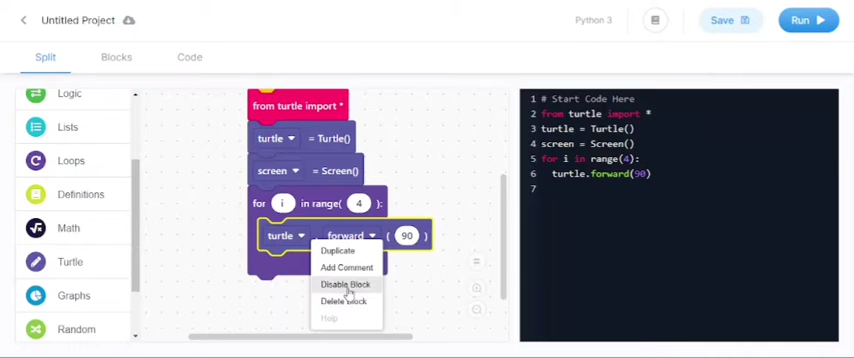 Untitled Project
Python 3
Save
Run
Split
Blocks
Code
Logic
Lists
Loops
Definitions
Math
Turtle
Graphs
Random
from turtle import *
turtle = Turtle()
screen = Screen()
for i in range( 4 ):
turtle . forward ( 90 )
Duplicate
Add Comment
Disable Block
Delete Block
Help
1 # Start Code Here
2 from turtle import *
3 turtle = Turtle()
4 screen = Screen()
5 for i in range(4):
6 turtle.forward(90)
7